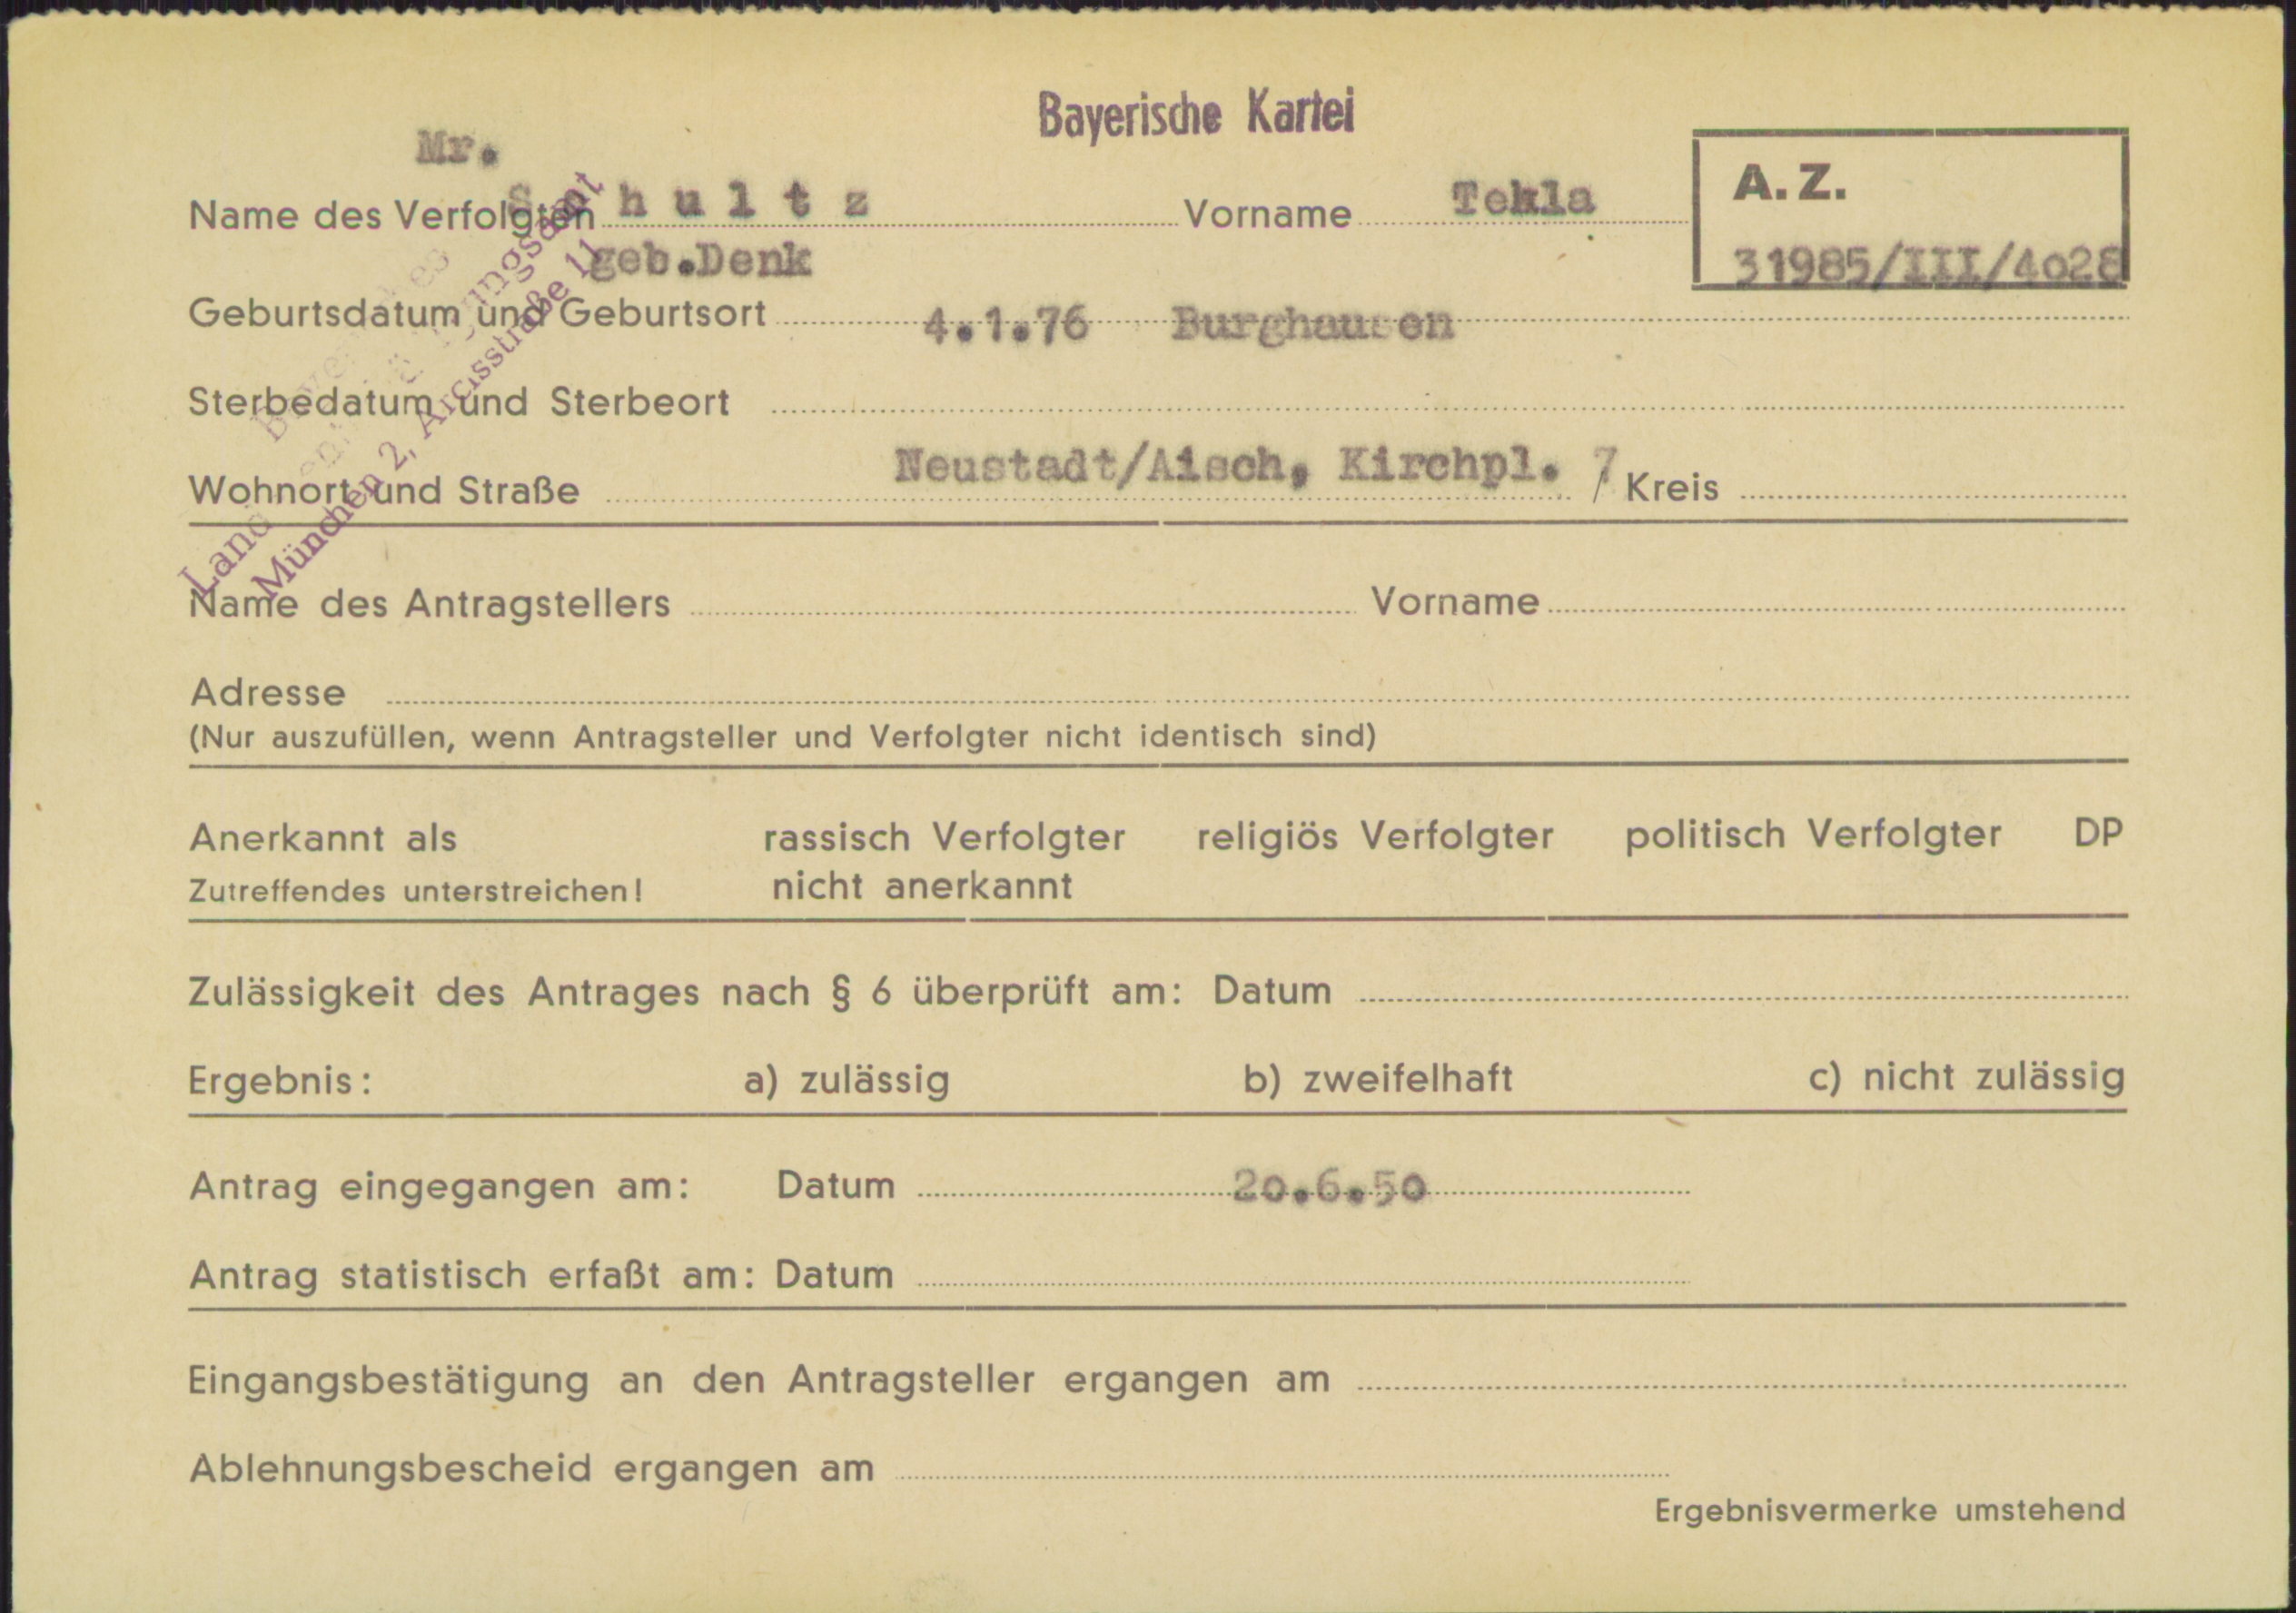 Bayerische Kartei
Mr.
Name des Verfolgten Schultz Vorname Tekla
geb.Denk
A.Z.
31985/III/4028
Geburtsdatum und Geburtsort 4.1.76 Burghausen
Sterbedatum und Sterbeort
Wohnort und Straße Neustadt/Aisch, Kirchpl. 7 Kreis
Bayerisches
Landesentschädigungsamt
München 2, Arcisstraße 11
Name des Antragstellers Vorname
Adresse
(Nur auszufüllen, wenn Antragsteller und Verfolgter nicht identisch sind)
Anerkannt als rassisch Verfolgter religiös Verfolgter politisch Verfolgter DP
Zutreffendes unterstreichen! nicht anerkannt
Zulässigkeit des Antrages nach § 6 überprüft am: Datum
Ergebnis: a) zulässig b) zweifelhaft c) nicht zulässig
Antrag eingegangen am: Datum 20.6.50
Antrag statistisch erfaßt am: Datum
Eingangsbestätigung an den Antragsteller ergangen am
Ablehnungsbescheid ergangen am
Ergebnisvermerke umstehend